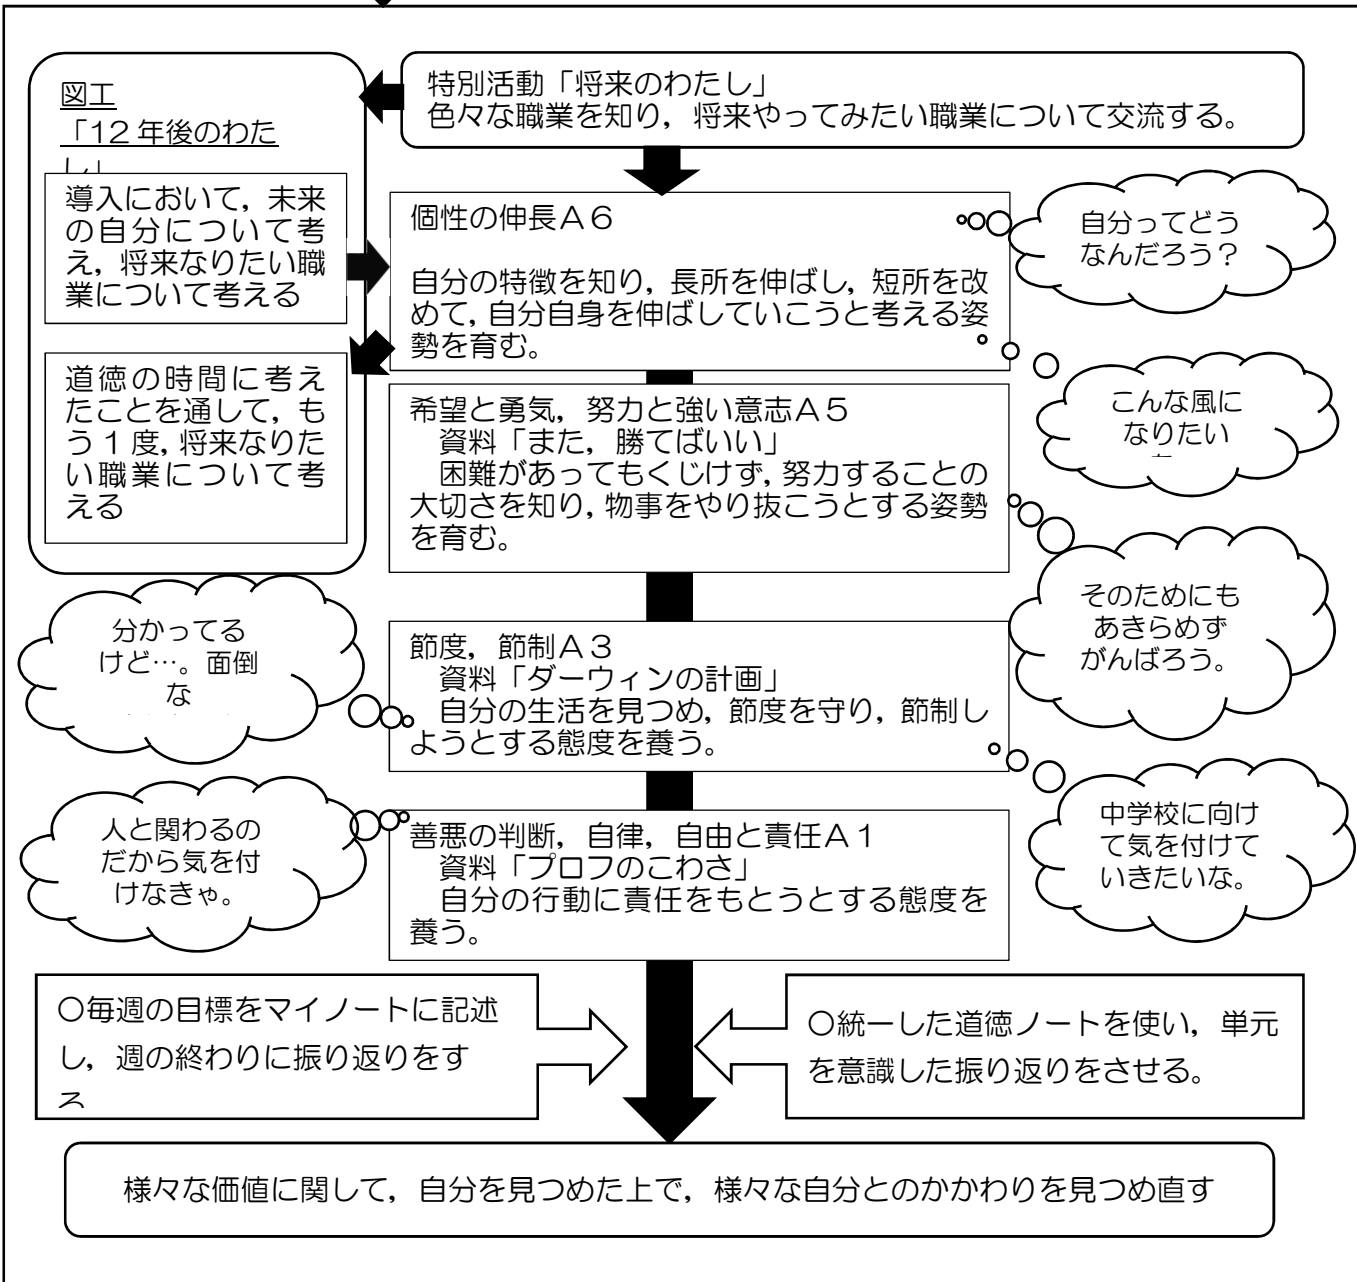 図工
「12年後のわた
し」
特別活動「将来のわたし」
色々な職業を知り，将来やってみたい職業について交流する。
導入において，未来
の自分について考
え，将来なりたい職
業について考える
個性の伸長Ａ６
自分の特徴を知り，長所を伸ばし，短所を改
めて，自分自身を伸ばしていこうと考える姿
勢を育む。
自分ってどう
なんだろう？
道徳の時間に考え
たことを通して，も
う１度，将来なりた
い職業について考
える
希望と勇気，努力と強い意志Ａ５
資料「また，勝てばいい」
困難があってもくじけず，努力することの
大切さを知り，物事をやり抜こうとする姿勢
を育む。
こんな風に
なりたい
そのためにも
あきらめず
がんばろう。
分かってる
けど…。面倒
な
節度，節制Ａ３
資料「ダーウィンの計画」
自分の生活を見つめ，節度を守り，節制し
ようとする態度を養う。
中学校に向け
て気を付けて
いきたいな。
人と関わるの
だから気を付
けなきゃ。
善悪の判断，自律，自由と責任Ａ１
資料「プロフのこわさ」
自分の行動に責任をもとうとする態度を
養う。
○毎週の目標をマイノートに記述
し，週の終わりに振り返りをす
る
○統一した道徳ノートを使い，単元
を意識した振り返りをさせる。
様々な価値に関して，自分を見つめた上で，様々な自分とのかかわりを見つめ直す